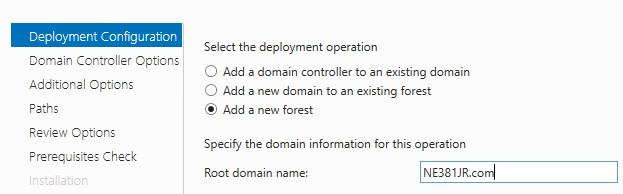 Deployment Configuration
Domain Controller Options
Additional Options
Paths
Review Options
Prerequisites Check
Installation
Select the deployment operation
Add a domain controller to an existing domain
Add a new domain to an existing forest
Add a new forest
Specify the domain information for this operation
Root domain name: NE381JR.com